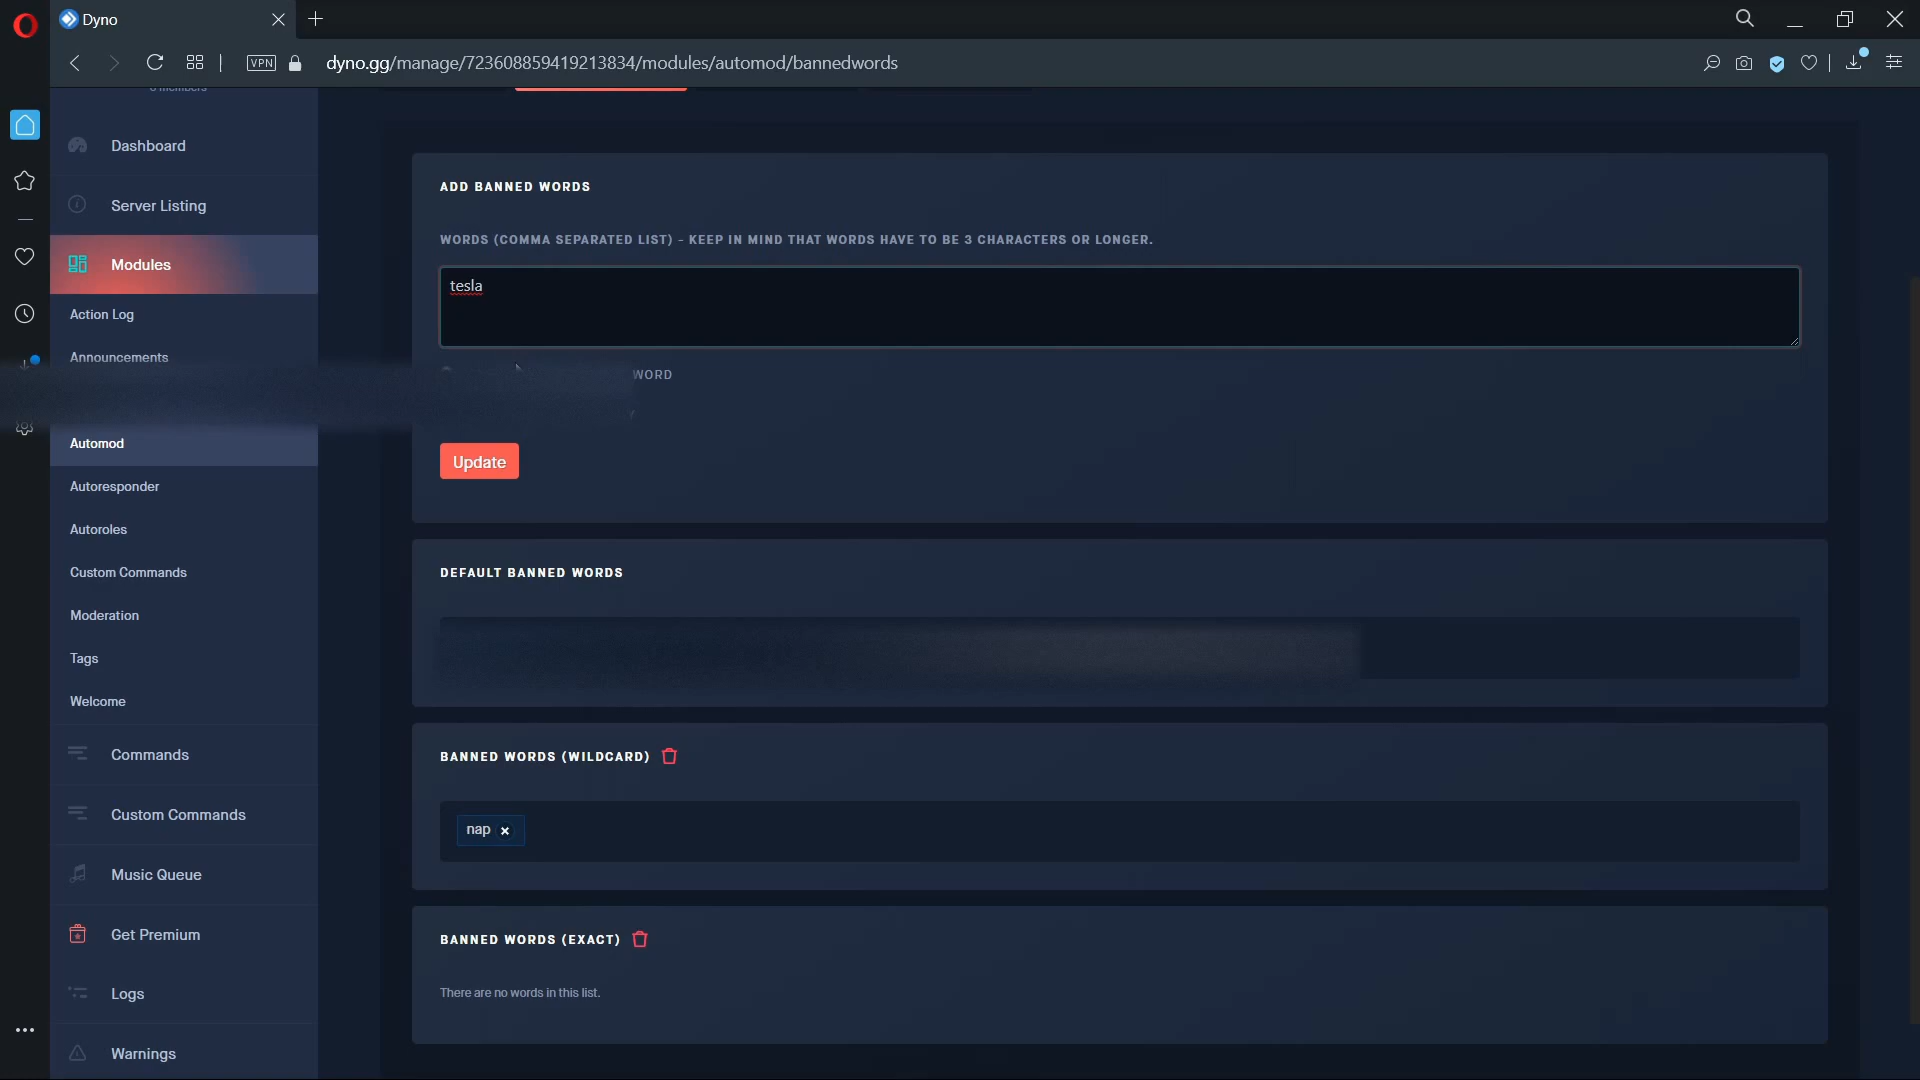 Dyno
VPN
dyno.gg/manage/723608859419213834/modules/automod/bannedwords
Dashboard
Server Listing
Modules
Action Log
Announcements
Automod
Autoresponder
Autoroles
Custom Commands
Moderation
Tags
Welcome
Commands
Custom Commands
Music Queue
Get Premium
Logs
Warnings
ADD BANNED WORDS
WORDS (COMMA SEPARATED LIST) - KEEP IN MIND THAT WORDS HAVE TO BE 3 CHARACTERS OR LONGER.
tesla
WORD
Update
DEFAULT BANNED WORDS
BANNED WORDS (WILDCARD)
nap
BANNED WORDS (EXACT)
There are no words in this list.